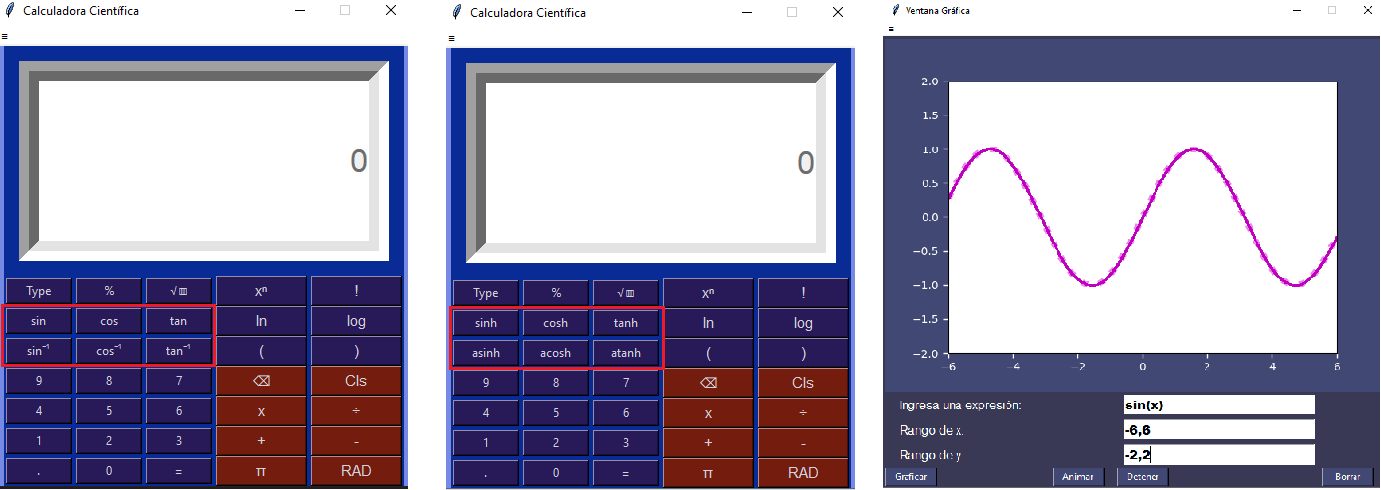 Calculadora Científica
≡
0
Type % √▥ xⁿ !
sin cos tan ln log
sin⁻¹ cos⁻¹ tan⁻¹ ( )
9 8 7 ⌫ Cls
4 5 6 x ÷
1 2 3 + -
. 0 = π RAD
Calculadora Científica
≡
0
Type % √▥ xⁿ !
sinh cosh tanh ln log
asinh acosh atanh ( )
9 8 7 ⌫ Cls
4 5 6 x ÷
1 2 3 + -
. 0 = π RAD
Ventana Gráfica
≡
2.0
1.5
1.0
0.5
0.0
−0.5
−1.0
−1.5
−2.0
−6 −4 −2 0 2 4 6
Ingresa una expresión: sin(x)
Rango de x: -6,6
Rango de y: -2,2
Graficar Animar Detener Borrar